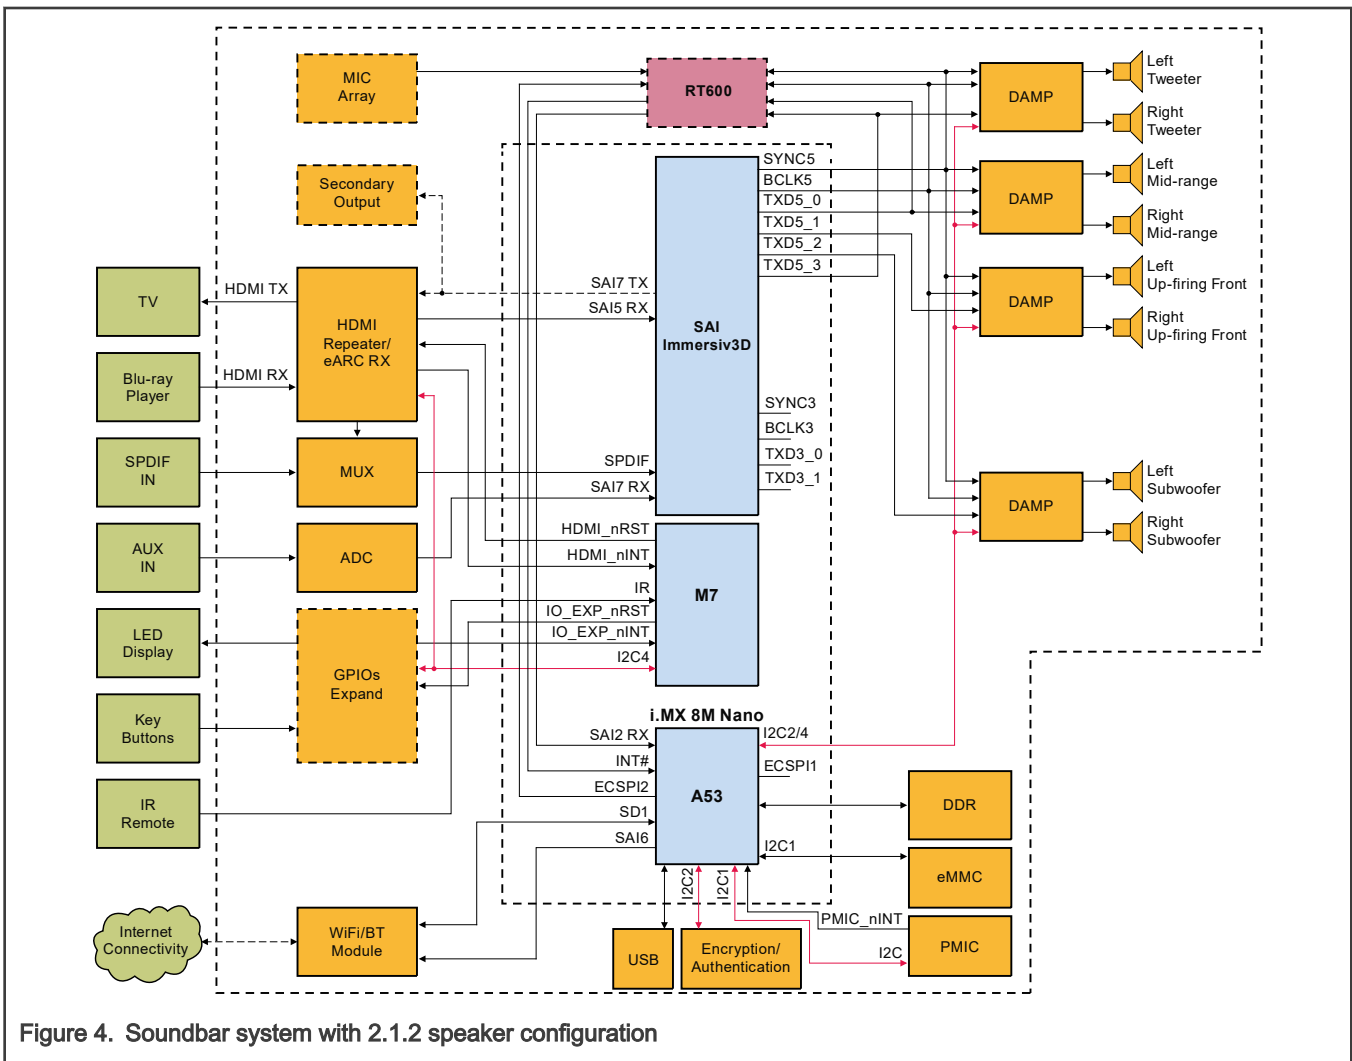 MIC
Array
RT600
DAMP
Left
Tweeter
Right
Tweeter
Secondary
Output
SYNC5
BCLK5
TXD5_0
TXD5_1
TXD5_2
TXD5_3
DAMP
Left
Mid-range
Right
Mid-range
TV
HDMI TX
HDMI
Repeater/
eARC RX
SAI7 TX
SAI5 RX
SAI
Immersiv3D
DAMP
Left
Up-firing Front
Right
Up-firing Front
Blu-ray
Player
HDMI RX
SYNC3
BCLK3
TXD3_0
TXD3_1
SPDIF
IN
MUX
SPDIF
SAI7 RX
DAMP
Left
Subwoofer
Right
Subwoofer
AUX
IN
ADC
HDMI_nRST
HDMI_nINT
IR
IO_EXP_nRST
IO_EXP_nINT
I2C4
M7
LED
Display
GPIOs
Expand
Key
Buttons
i.MX 8M Nano
SAI2 RX
INT#
ECSPI2
SD1
SAI6
A53
I2C2/4
ECSPI1
I2C1
DDR
IR
Remote
eMMC
I2C2
I2C1
PMIC_nINT
I2C
PMIC
Internet
Connectivity
WiFi/BT
Module
USB
Encryption/
Authentication
Figure 4. Soundbar system with 2.1.2 speaker configuration